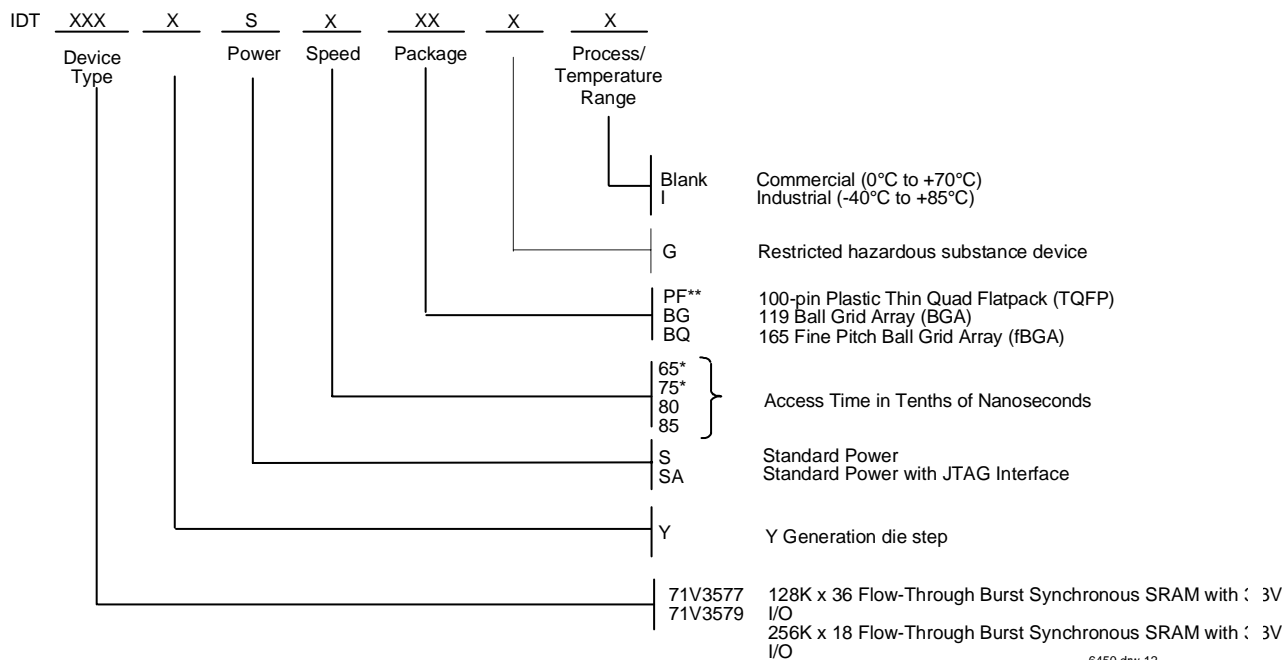 IDT XXX X S X XX X X
Device Type
Power
Speed
Package
Process/
Temperature
Range
Blank Commercial (0°C to +70°C)
I Industrial (-40°C to +85°C)
G Restricted hazardous substance device
PF** 100-pin Plastic Thin Quad Flatpack (TQFP)
BG 119 Ball Grid Array (BGA)
BQ 165 Fine Pitch Ball Grid Array (fBGA)
65*
75*
80
85
Access Time in Tenths of Nanoseconds
S Standard Power
SA Standard Power with JTAG Interface
Y Y Generation die step
71V3577 128K x 36 Flow-Through Burst Synchronous SRAM with
71V3579 I/O
256K x 18 Flow-Through Burst Synchronous SRAM with
I/O